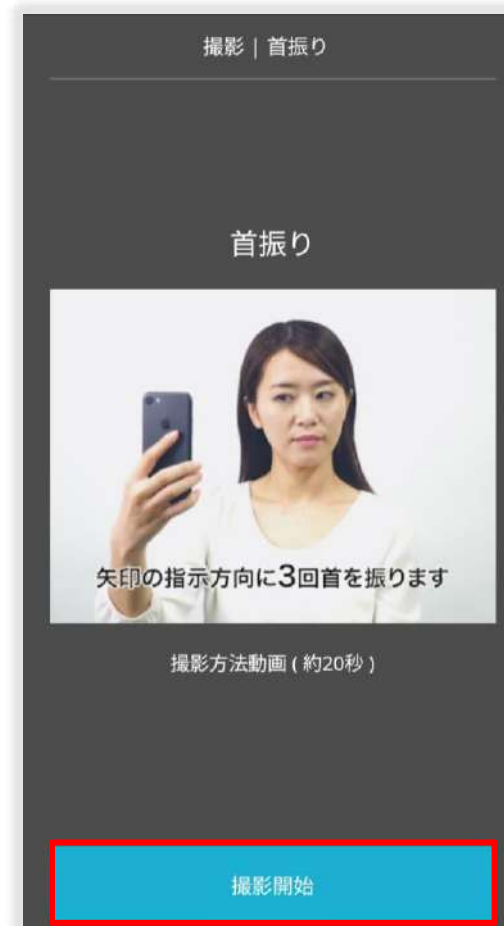 撮影 | 首振り
首振り
矢印の指示方向に3回首を振ります
撮影方法動画 ( 約20秒 )
撮影開始